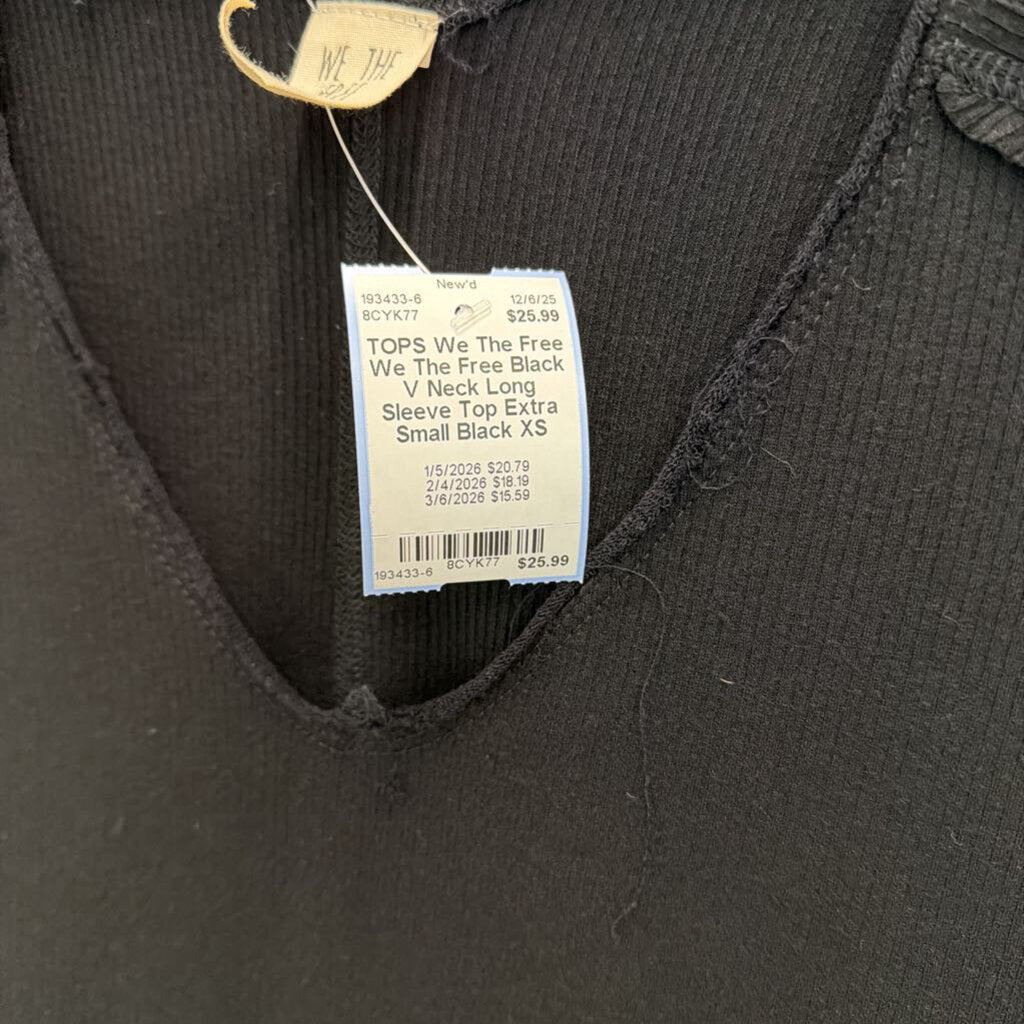 WE THE
New'd
193433-6 12/6/25
8CYK77 $25.99
TOPS We The Free
We The Free Black
V Neck Long
Sleeve Top Extra
Small Black XS
1/5/2026 $20.79
2/4/2026 $18.19
3/6/2026 $15.59
193433-6 8CYK77 $25.99